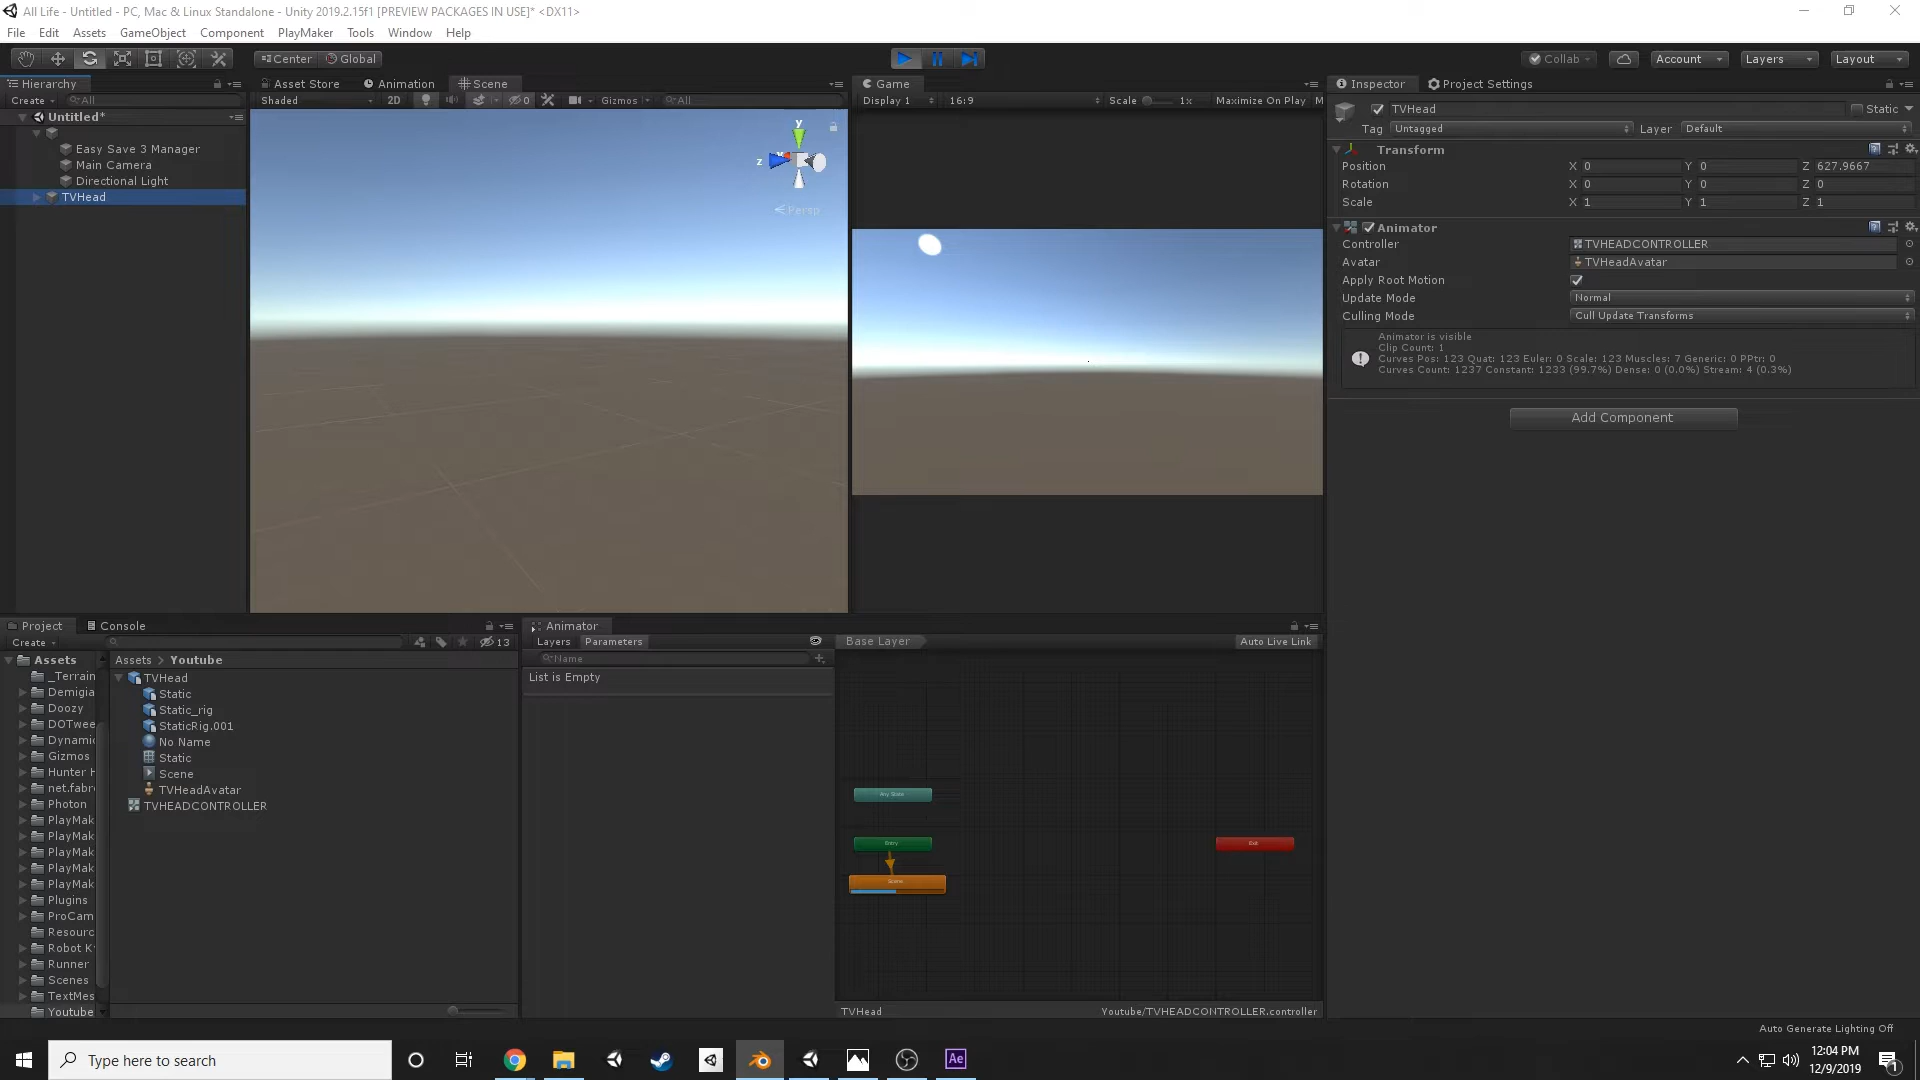 All Life - Untitled - PC, Mac & Linux Standalone - Unity 2019.2.15f1 [PREVIEW PACKAGES IN USE]* <DX11>
File Edit Assets GameObject Component PlayMaker Tools Window Help
Center Global Collab Account Layers Layout
Hierarchy Asset Store Animation Scene Game Inspector Project Settings
Create All Shaded 2D 0 Gizmos All Display 1 16:9 Scale 1x Maximize On Play M
Untitled*
Easy Save 3 Manager
Main Camera
Directional Light
TVHead
y
z
Persp
TVHead Static
Tag Untagged Layer Default
Transform
Position X 0 Y 0 Z 627.9667
Rotation X 0 Y 0 Z 0
Scale X 1 Y 1 Z 1
Animator
Controller TVHEADCONTROLLER
Avatar TVHeadAvatar
Apply Root Motion
Update Mode Normal
Culling Mode Cull Update Transforms
Animator is visible
Clip Count: 1
Curves Pos: 123 Quat: 123 Euler: 0 Scale: 123 Muscles: 7 Generic: 0 PPtr: 0
Curves Count: 1237 Constant: 1233 (99.7%) Dense: 0 (0.0%) Stream: 4 (0.3%)
Add Component
Project Console
Create 13
Assets
_Terrain
Demigia
Doozy
DOTwee
Dynamic
Gizmos
Hunter H
net.fabr
Photon
PlayMak
PlayMak
PlayMak
PlayMak
PlayMak
Plugins
ProCam
Resourc
Robot K
Runner
Scenes
TextMes
Youtube
Assets > Youtube
TVHead
Static
Static_rig
StaticRig.001
No Name
Static
Scene
TVHeadAvatar
TVHEADCONTROLLER
Animator
Layers Parameters Base Layer Auto Live Link
Name
List is Empty
Any State
Entry
Exit
Scene
TVHead Youtube/TVHEADCONTROLLER.controller
Auto Generate Lighting Off
Type here to search
Ae
12:04 PM
12/9/2019
1